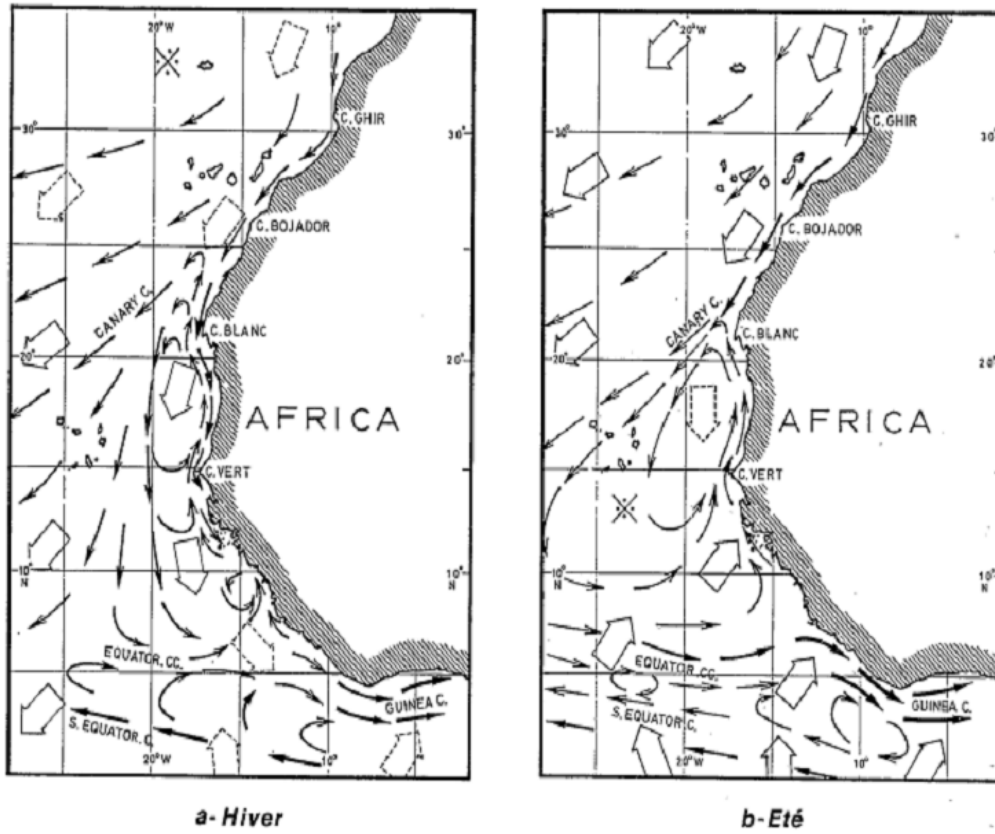 20°W
10°
C. GHIR
30°
30°
C. BOJADOR
CANARY C.
C. BLANC
20°
20°
AFRICA
C. VERT
10°
N
10°
N
EQUATOR. CC.
GUINEA C.
S. EQUATOR. C.
20°W
10°
a- Hiver
20°W
10°
C. GHIR
30°
30°
C. BOJADOR
CANARY C.
C. BLANC
20°
20°
AFRICA
C. VERT
10°
N
10°
N
EQUATOR. CC.
GUINEA C.
S. EQUATOR. C.
20°W
10°
b- Eté